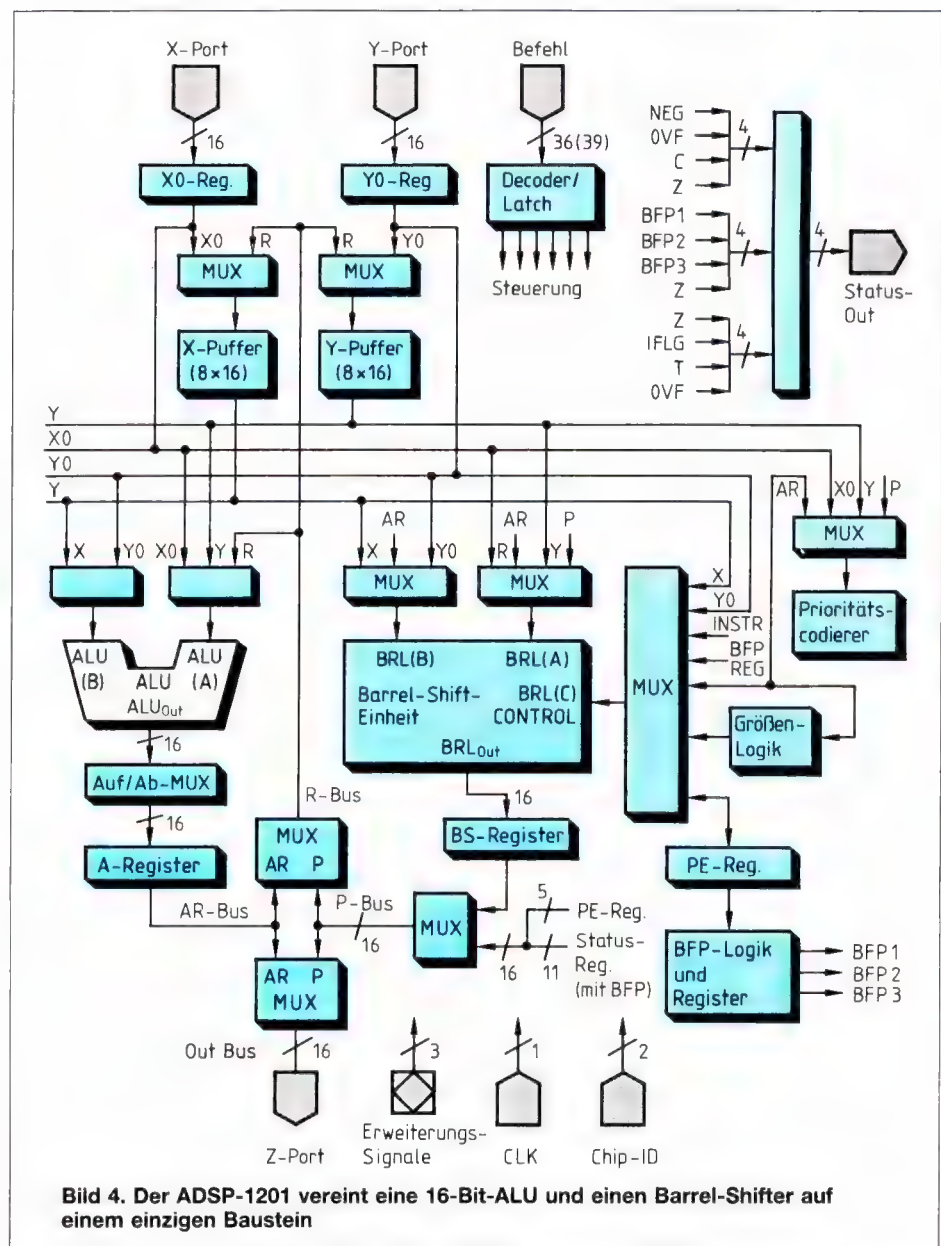 X-Port
Y-Port
Befehl
16
16
36(39)
X0-Reg.
Y0-Reg
Decoder/
Latch
X0
R
R
Y0
MUX
MUX
Steuerung
X-Puffer
(8×16)
Y-Puffer
(8×16)
NEG
0VF
C
Z
4
BFP1
BFP2
BFP3
Z
4
Z
IFLG
T
0VF
4
4
Status-
Out
Y
X0
Y0
Y
X
Y0
X0
Y
R
AR
X
Y0
MUX
AR
R
Y
P
MUX
AR
X0
Y
P
MUX
Prioritäts-
codierer
ALU
(B)
ALU
ALU
(A)
ALUOut
BRL(B)
BRL(A)
Barrel-Shift-
Einheit
BRL(C)
CONTROL
BRLOut
MUX
X
Y0
INSTR
BFP
REG
Größen-
Logik
16
Auf/Ab-MUX
16
A-Register
R-Bus
MUX
AR P
16
BS-Register
PE-Reg.
AR-Bus
P-Bus
16
MUX
5
PE-Reg.
16
11
Status-
Reg.
(mit BFP)
BFP-Logik
und
Register
BFP1
BFP2
BFP3
AR P
MUX
Out Bus
16
3
1
2
Z-Port
Erweiterungs-
Signale
CLK
Chip-ID
Bild 4. Der ADSP-1201 vereint eine 16-Bit-ALU und einen Barrel-Shifter auf
einem einzigen Baustein